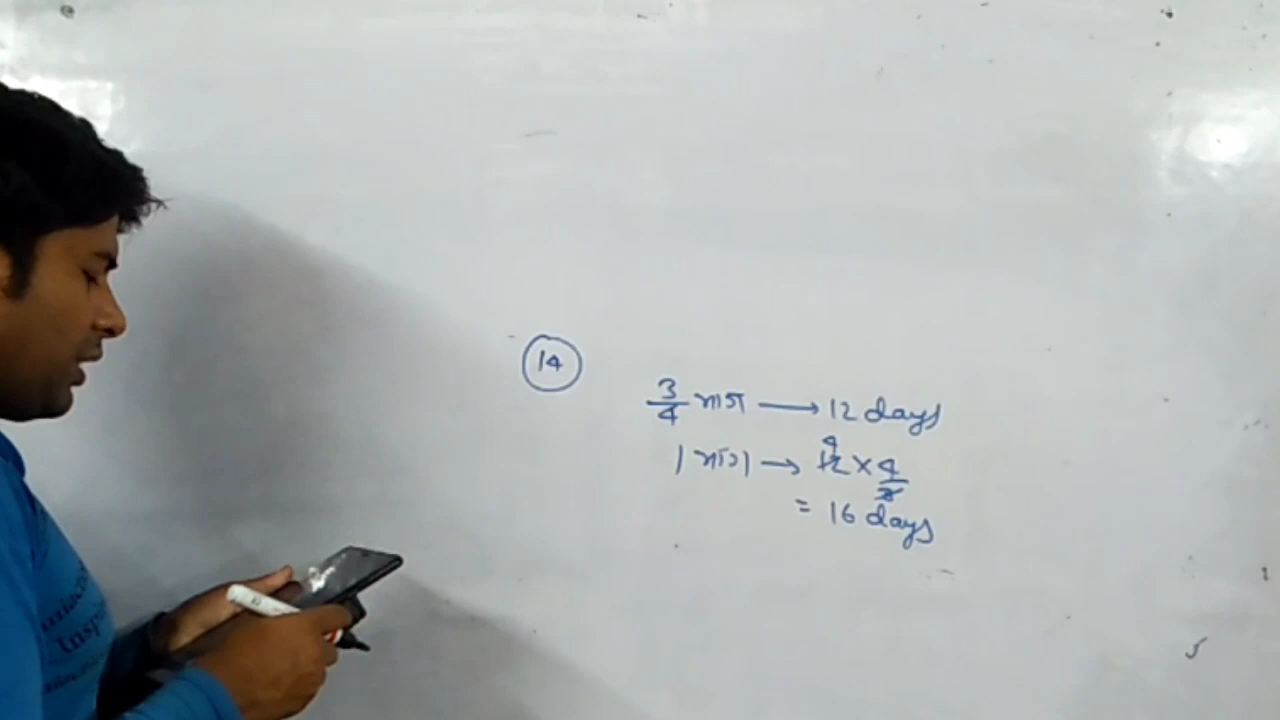 14
3/4 भाग → 12 days
1 भाग → 12 × 4/3
= 16 days